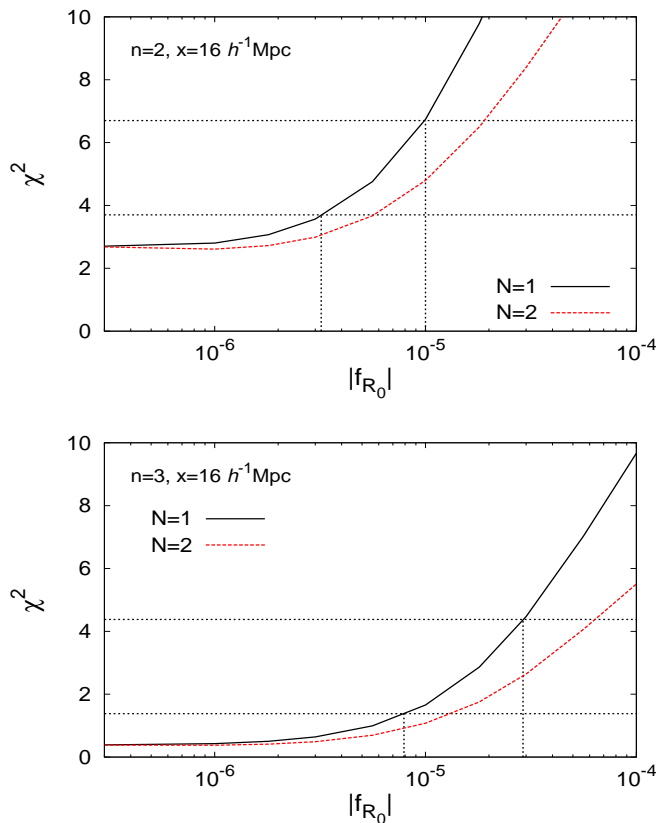 10
8
6
4
2
0
χ²
n=2, x=16 h⁻¹Mpc
N=1
N=2
10⁻⁶ 10⁻⁵ 10⁻⁴
|f_R₀|
10
8
6
4
2
0
χ²
n=3, x=16 h⁻¹Mpc
N=1
N=2
10⁻⁶ 10⁻⁵ 10⁻⁴
|f_R₀|